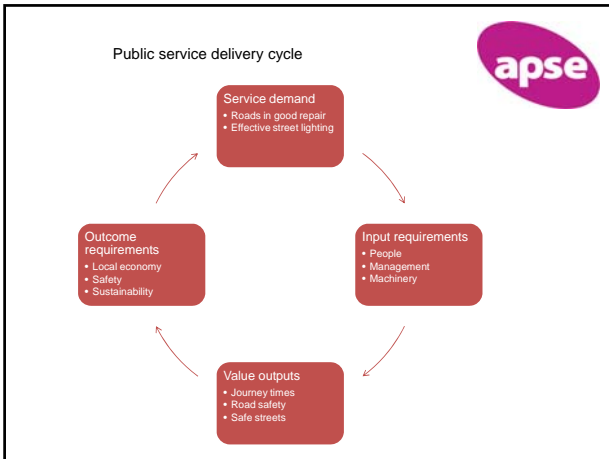 Public service delivery cycle
apse
Service demand
• Roads in good repair
• Effective street lighting
Input requirements
• People
• Management
• Machinery
Value outputs
• Journey times
• Road safety
• Safe streets
Outcome
requirements
• Local economy
• Safety
• Sustainability